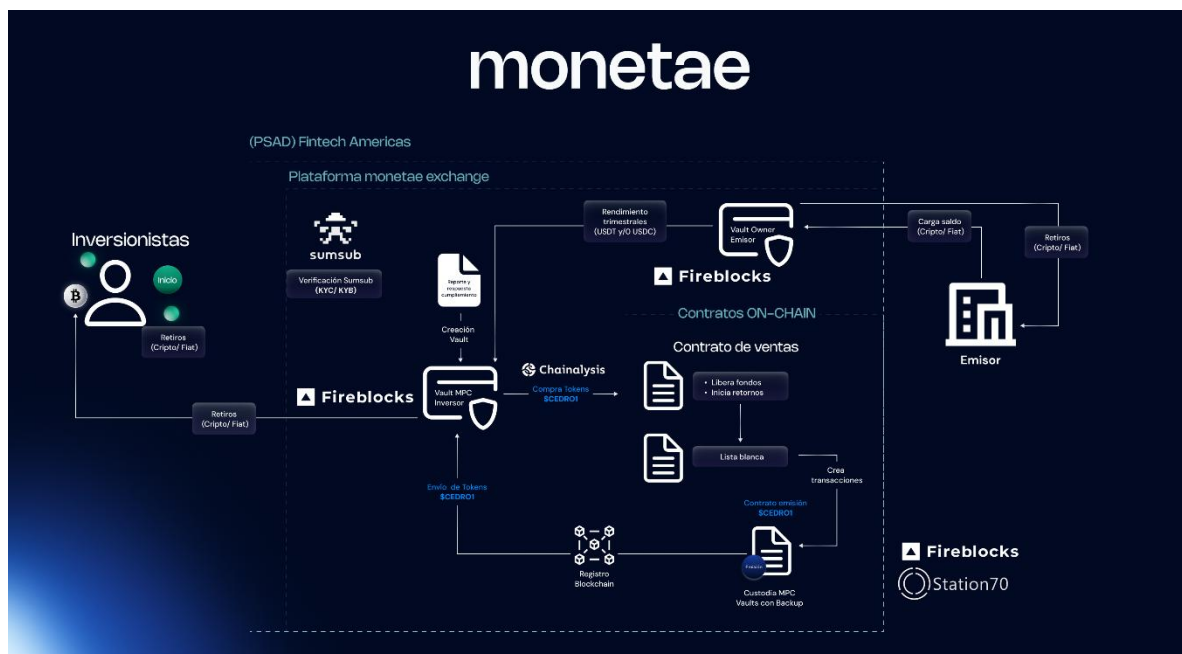 monetae
(PSAD) Fintech Americas
Plataforma monetae exchange
Inversionistas
Inicio
Retiros
(Cripto/ Fiat)
sumsub
Verificación Sumsub
(KYC/ KYB)
Reporte y
respuesta
cumplimiento
Creación
Vault
Rendimiento
trimestrales
(USDT y/O USDC)
Vault Owner
Emisor
Fireblocks
Carga saldo
(Cripto/ Fiat)
Retiros
(Cripto/ Fiat)
Emisor
Contratos ON-CHAIN
Contrato de ventas
Fireblocks
Vault MPC
Inversor
Chainalysis
Compra Tokens
$CEDRO1
• Libera fondos
• Inicia retornos
Retiros
(Cripto/ Fiat)
Lista blanca
Crea
transacciones
Envío de Tokens
$CEDRO1
Contrato emisión
$CEDRO1
Registro
Blockchain
Custodia MPC
Vaults con Backup
Fireblocks
Station70